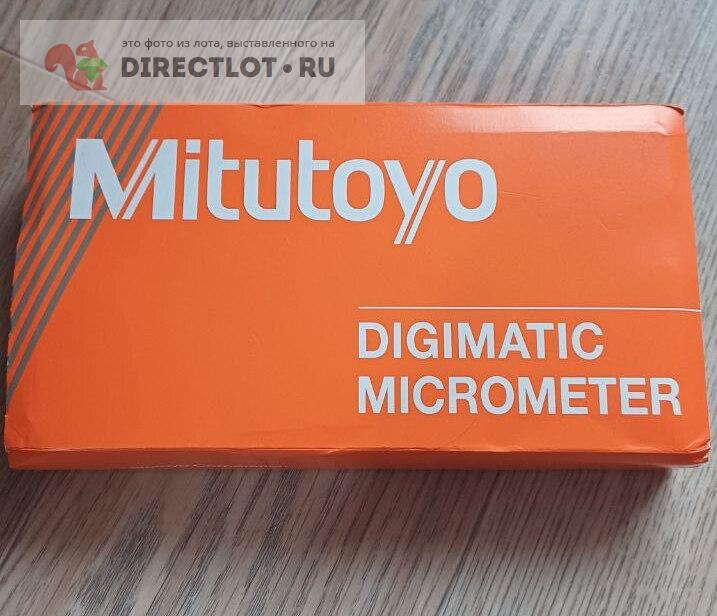 это фото из лота, выставленного на
DIRECTLOT•RU
Mitutoyo
DIGIMATIC
MICROMETER